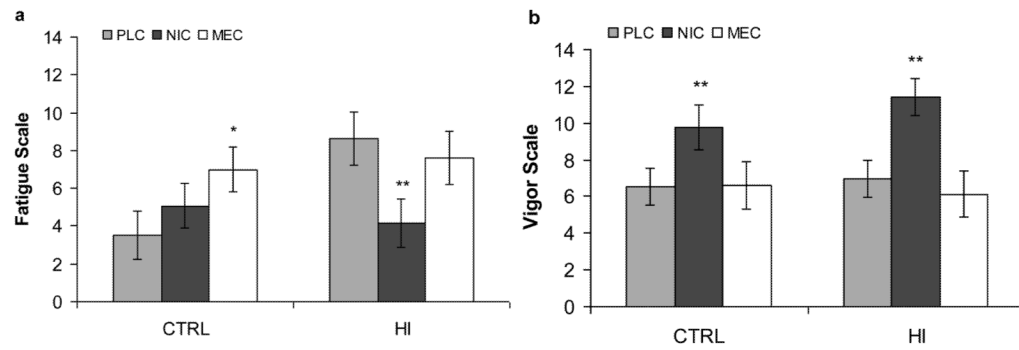 a
PLC NIC MEC
Fatigue Scale
14
12
10
8
6
4
2
0
*
**
CTRL HI
b
PLC NIC MEC
Vigor Scale
14
12
10
8
6
4
2
0
**
**
CTRL HI